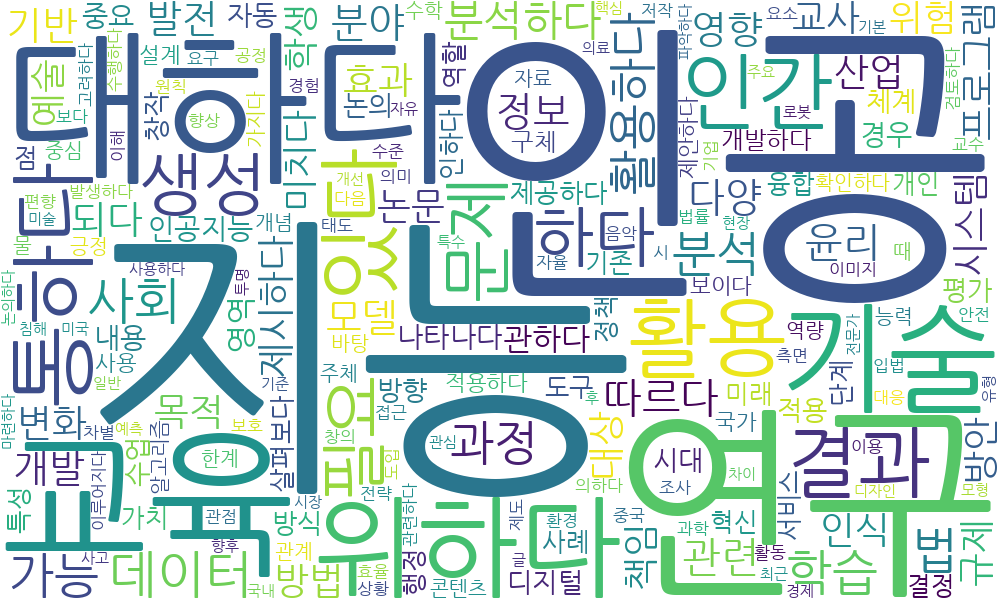 지능
인공
연구
교육
대하다
하다
위하다
통하다
있다
기술
활용
인간
생성
문제
필요
결과
사회
데이터
가능
분석
윤리
과정
정보
학습
관련
또
따르다
활용하다
분석하다
기반
중요
발전
자동
분야
수학
핵심
저작
파악하다
영향
요소
교사
기본
위험
프로그램
설계
요구
공정
수행하다
고려하다
예술
학생
효과
역할
의료
자료
구체
자유
논의
경험
원칙
창작
보다
향상
가지다
미치다
인하다
수준
의미
논문
제안하다
기업
개발하다
주요
로봇
산업
체계
경우
검토하다
교수
점
중심
이해
편향
발생하다
미술
되다
인공지능
개념
개선
다음
태도
특수
제공하다
음악
자율
기존
법률
현장
시
다양
융합
확인하다
개인
시스템
이미지
때
평가
안전
물
긍정
사용하다
투명
영역
제시하다
모델
바탕
나타나다
관하다
정책
보이다
역량
측면
전문가
능력
입법
대응
유형
논의하다
침해
미국
내용
사용
일반
변화
목적
기준
주체
방향
적용하다
도구
후
대상
미래
단계
적용
국가
방안
마련하다
차별
예측
보호
알고리즘
살펴보다
접근
창의
도입
관심
시대
차이
이용
개발
수업
한계
이루어지다
특성
가치
관점
방식
시장
전략
관련하다
의하다
조사
제도
환경
사례
중국
책임
과학
혁신
서비스
디자인
모형
인식
규제
사고
향후
관계
국내
방법
효율
상황
행정
콘텐츠
글
디지털
활동
최근
경제
결정